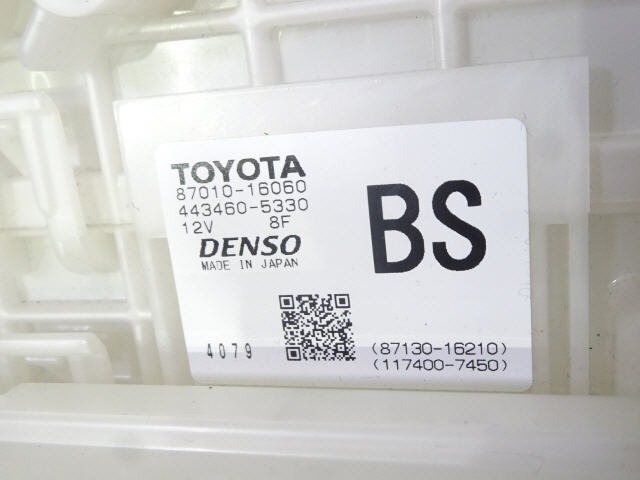 TOYOTA
87010-16060
443460-5330
12V 8F
DENSO
MADE IN JAPAN
BS
4079
(87130-16210)
(117400-7450)